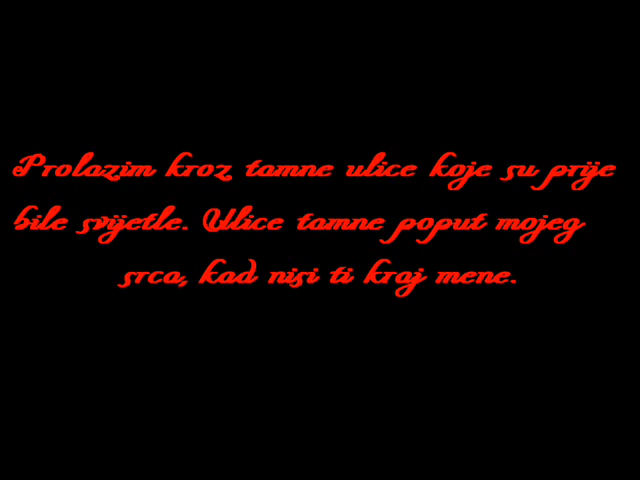 Prolazim kroz tamne ulice koje su prije
bile svijetle. Ulice tamne poput mojeg
srca, kad nisi ti kraj mene.